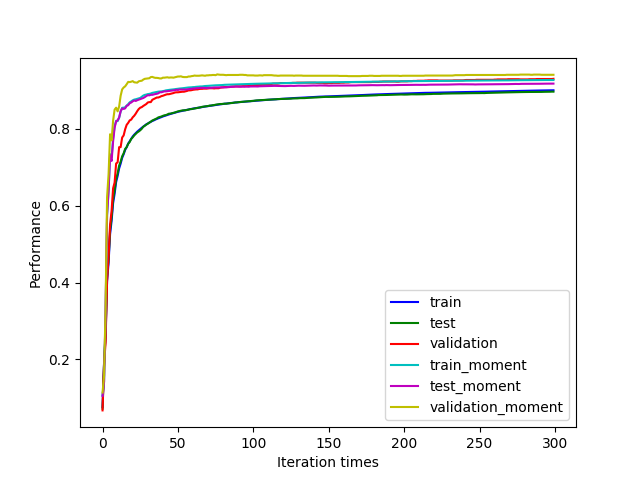 0.8
0.6
0.4
0.2
Performance
0
50
100
150
200
250
300
Iteration times
train
test
validation
train_moment
test_moment
validation_moment